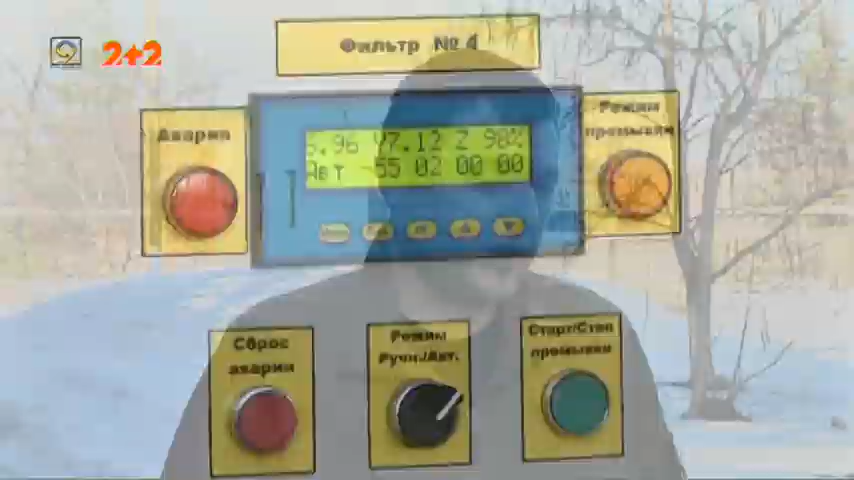 2+2
Фильтр № 4
Авария
5.96 Y7.12 Z 98%
Авт -55 02 00 00
Режим
промывки
Сброс
аварии
Режим
Ручн./Авт.
Старт/Стоп
промывки